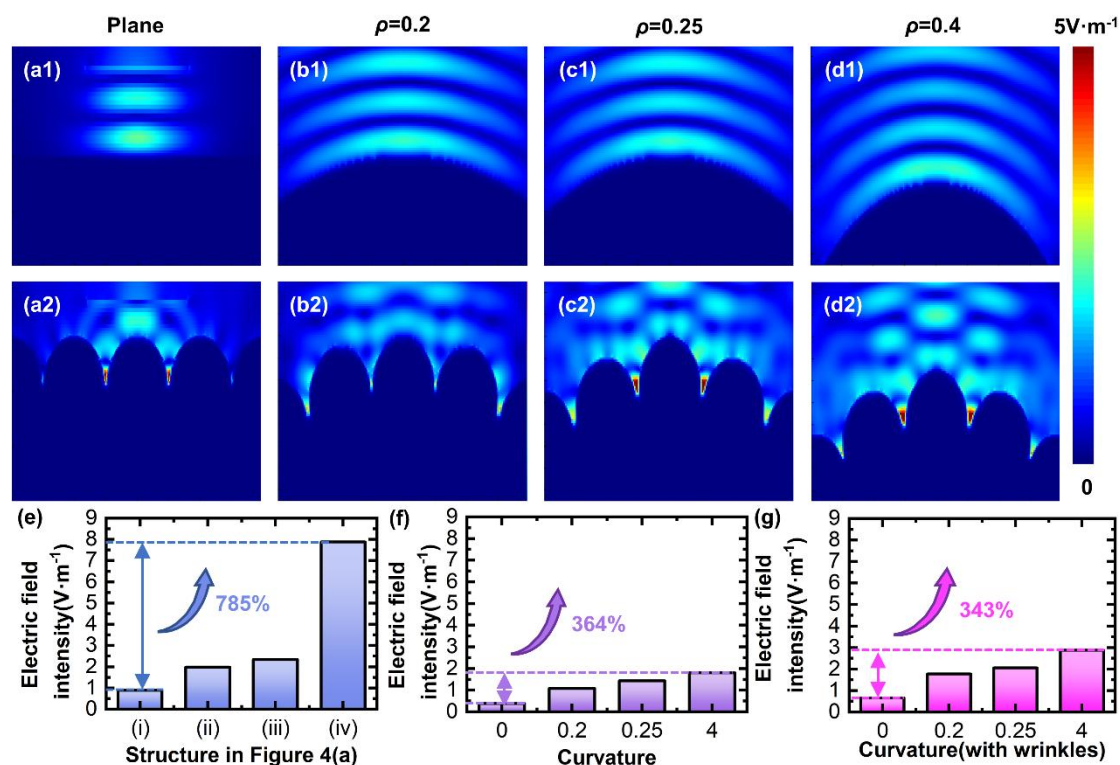 Plane ρ=0.2 ρ=0.25 ρ=0.4 5V·m⁻¹
(a1) (b1) (c1) (d1)
(a2) (b2) (c2) (d2)
0
(e)
Electric field
intensity(V·m⁻¹)
9
8
7
6
5
4
3
2
1
0
785%
(i) (ii) (iii) (iv)
Structure in Figure 4(a)
(f)
Electric field
intensity(V·m⁻¹)
9
8
7
6
5
4
3
2
1
0
364%
0 0.2 0.25 4
Curvature
(g)
Electric field
intensity(V·m⁻¹)
9
8
7
6
5
4
3
2
1
0
343%
0 0.2 0.25 4
Curvature(with wrinkles)